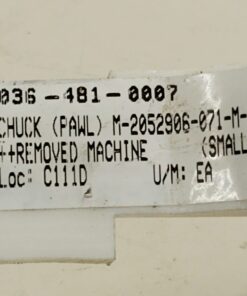 036-481-0007
CHUCK (PAWL) M-2052906-071-M-
++REMOVED MACHINE (SMALL
Loc: C111D U/M: EA